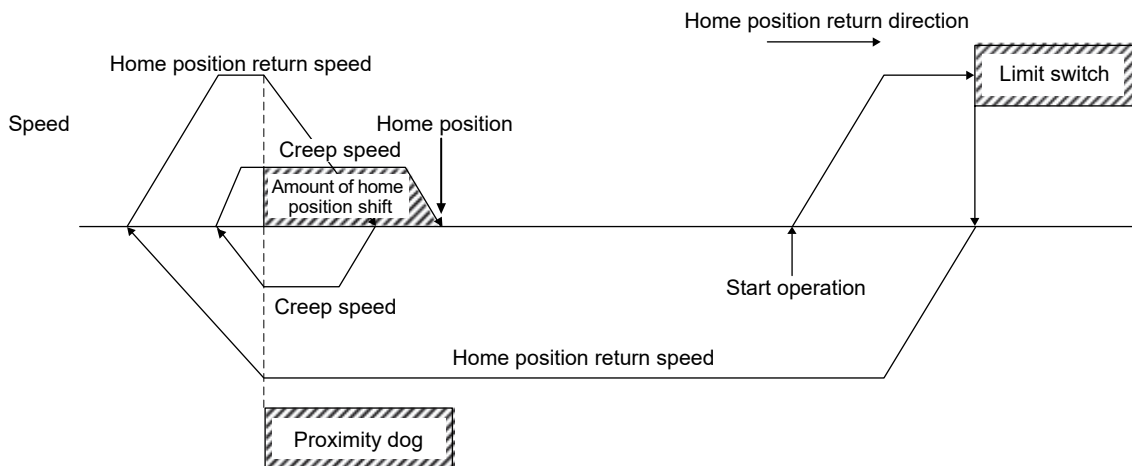 Home position return direction
Home position return speed
Limit switch
Speed
Home position
Creep speed
Amount of home
position shift
Start operation
Creep speed
Home position return speed
Proximity dog